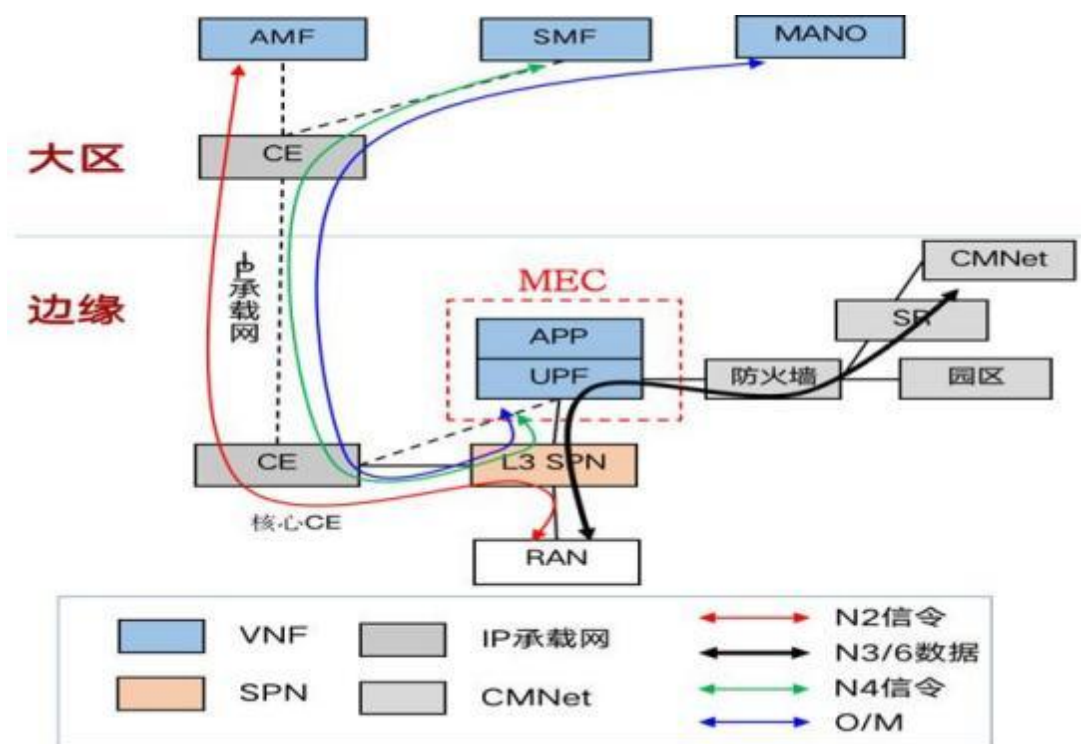 AMF
SMF
MANO
大区
CE
IP承载网
边缘
MEC
CMNet
SR
APP
UPF
防火墙
园区
CE
L3 SPN
核心CE
RAN
VNF
IP承载网
N2信令
N3/6数据
SPN
CMNet
N4信令
O/M